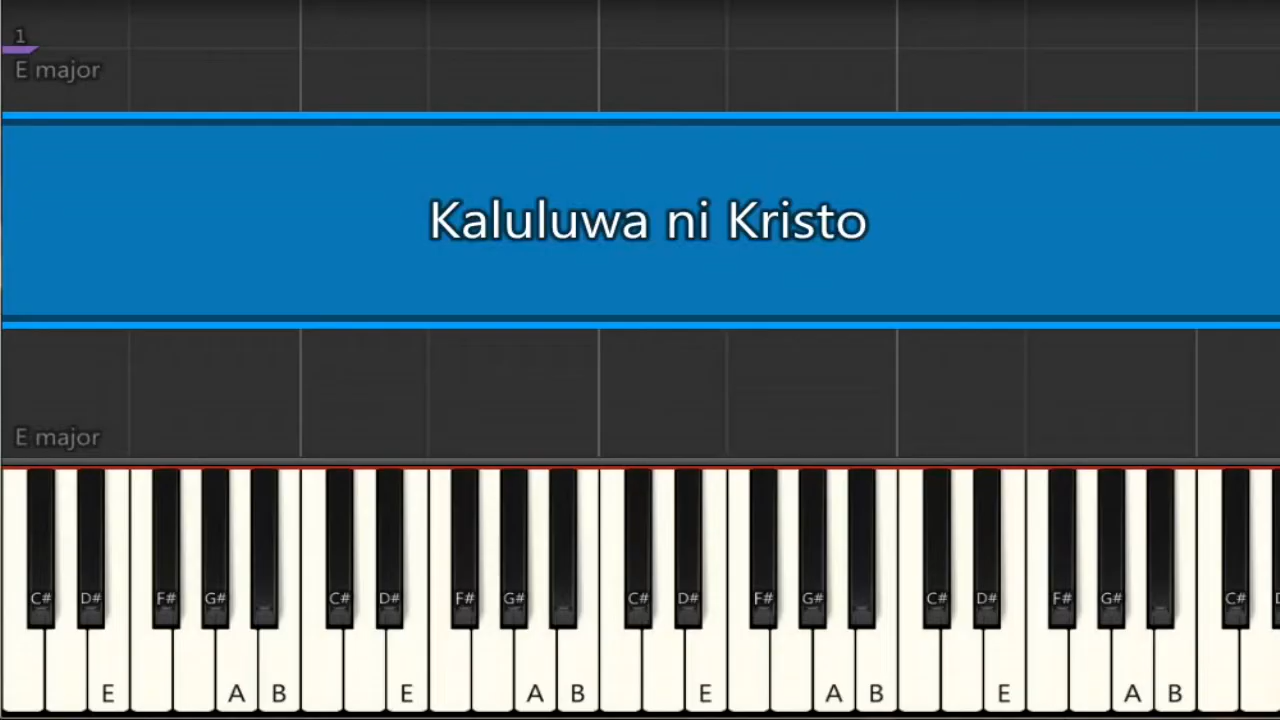 1
E major
Kaluluwa ni Kristo
E major
C# D# F# G# C# D# F# G# C# D# F# G# C# D# F# G# C# D
E A B E A B E A B E A B